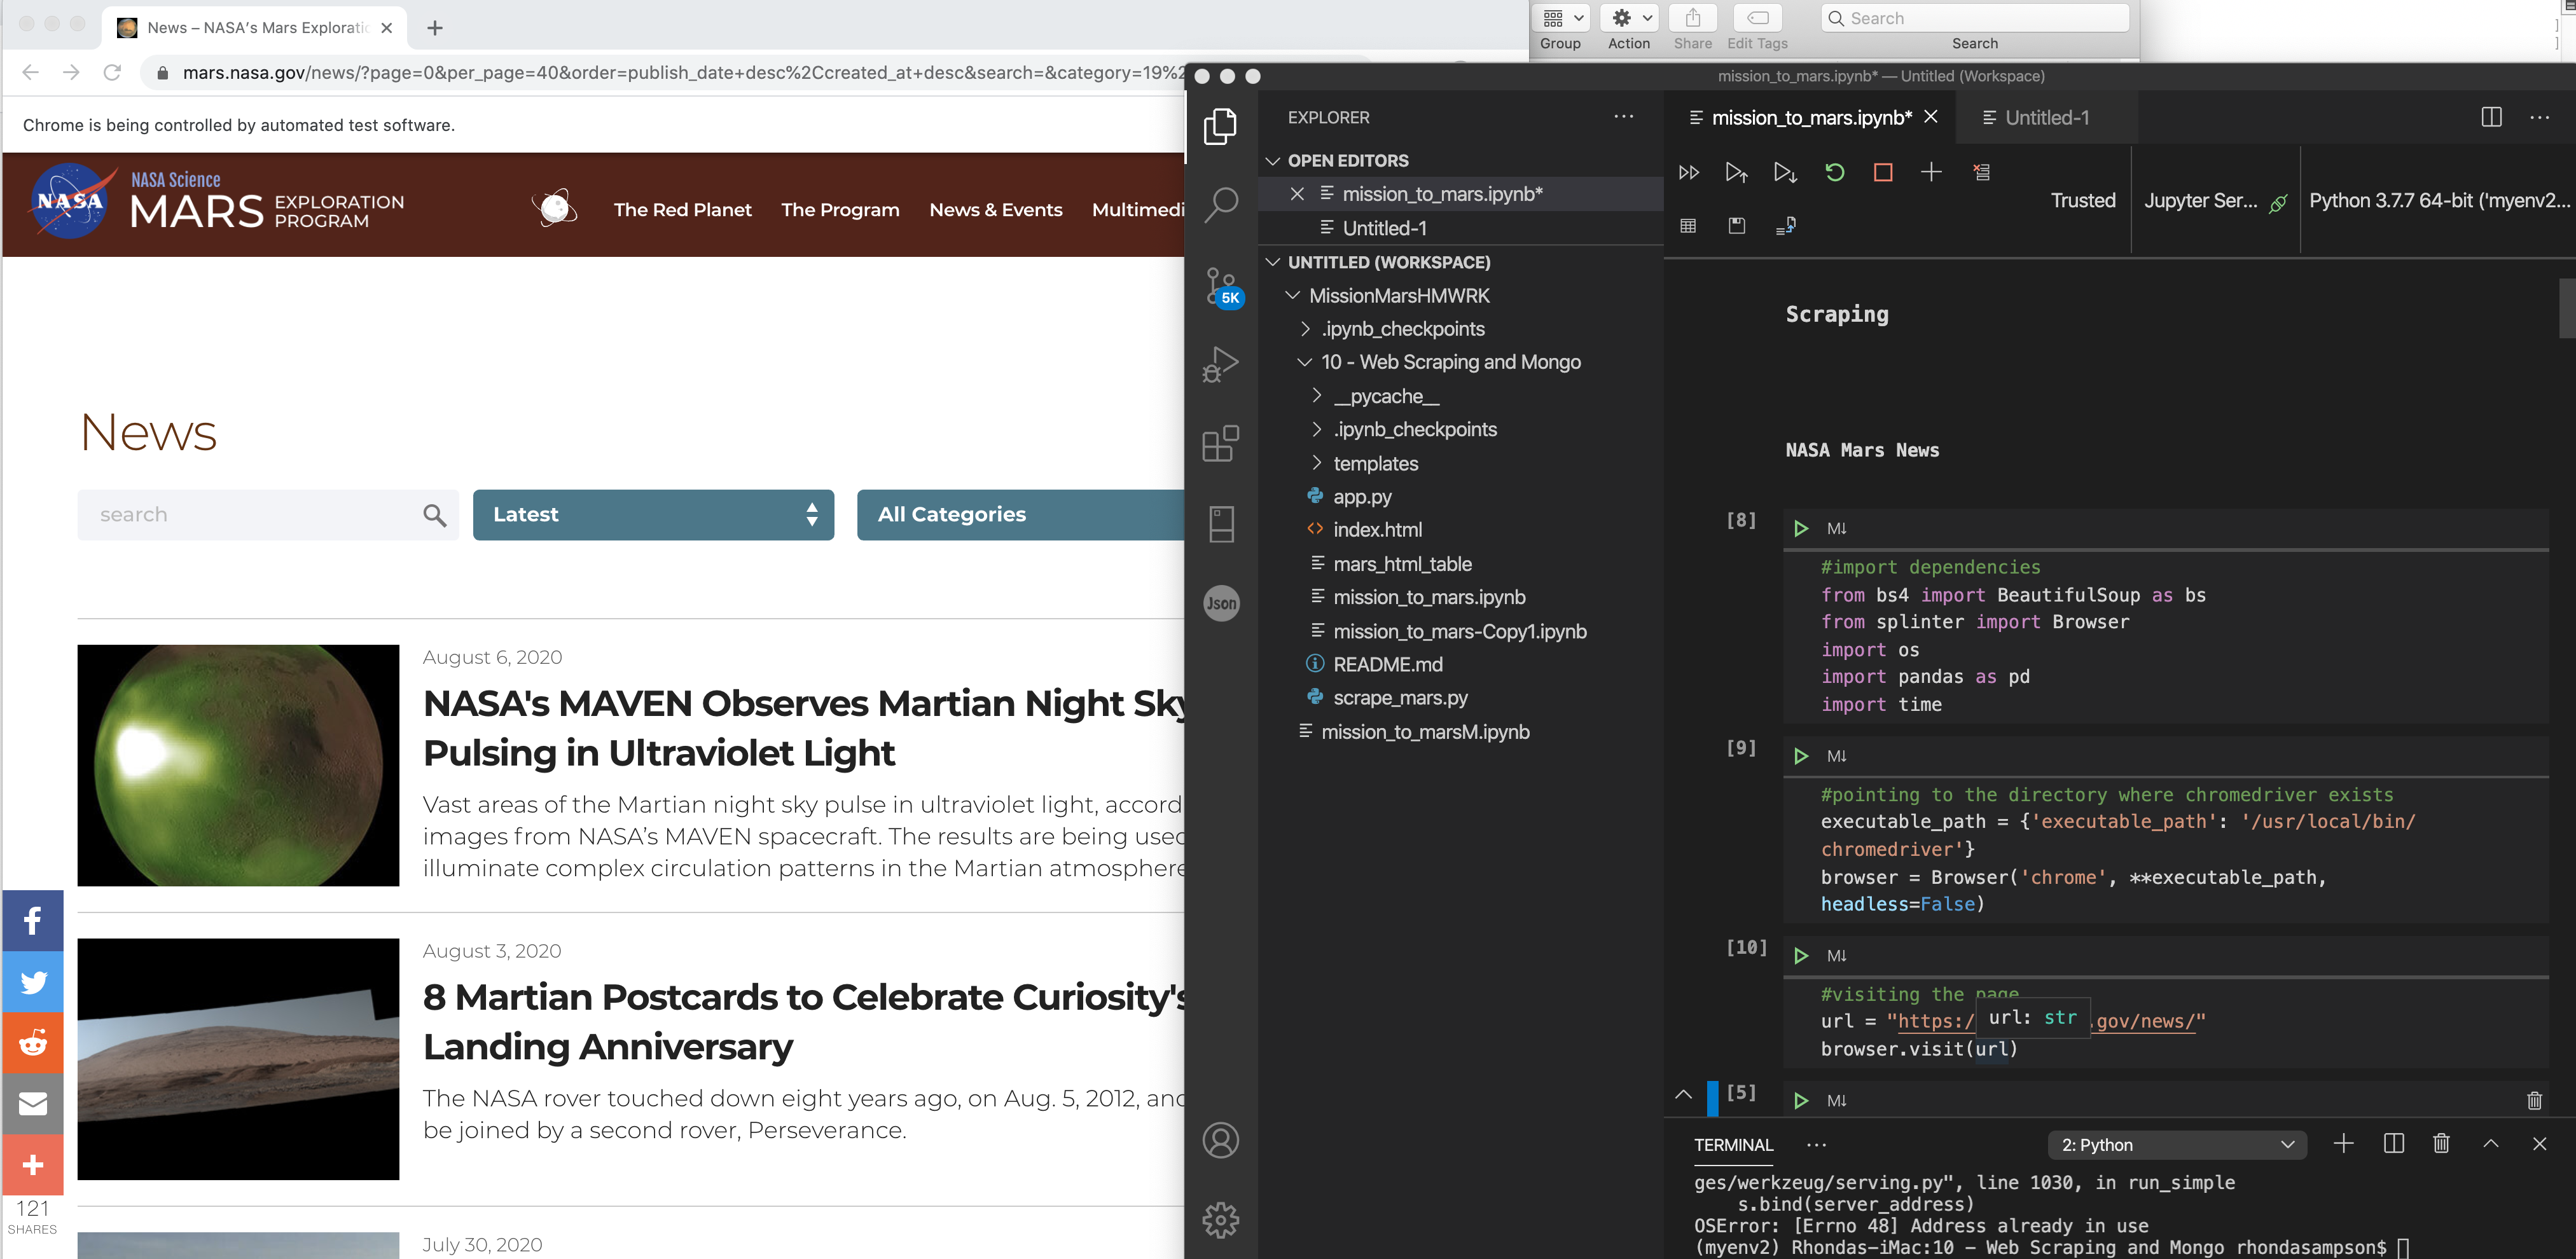 News – NASA's Mars Exploratio
mars.nasa.gov/news/?page=0&per_page=40&order=publish_date+desc%2Ccreated_at+desc&search=&category=19%2
Chrome is being controlled by automated test software.
NASA
NASA Science
MARS EXPLORATION PROGRAM
The Red Planet
The Program
News & Events
Multimedi
News
search
Latest
All Categories
August 6, 2020
NASA's MAVEN Observes Martian Night Sky
Pulsing in Ultraviolet Light
Vast areas of the Martian night sky pulse in ultraviolet light, accord
images from NASA's MAVEN spacecraft. The results are being used
illuminate complex circulation patterns in the Martian atmosphere
August 3, 2020
8 Martian Postcards to Celebrate Curiosity's
Landing Anniversary
The NASA rover touched down eight years ago, on Aug. 5, 2012, and
be joined by a second rover, Perseverance.
July 30, 2020
121
SHARES
Group
Action
Share
Edit Tags
Search
Search
mission_to_mars.ipynb* — Untitled (Workspace)
EXPLORER
OPEN EDITORS
mission_to_mars.ipynb*
Untitled-1
UNTITLED (WORKSPACE)
MissionMarsHMWRK
.ipynb_checkpoints
10 - Web Scraping and Mongo
__pycache__
.ipynb_checkpoints
templates
app.py
index.html
mars_html_table
mission_to_mars.ipynb
mission_to_mars-Copy1.ipynb
README.md
scrape_mars.py
mission_to_marsM.ipynb
5K
Json
mission_to_mars.ipynb*
Untitled-1
Trusted
Jupyter Ser...
Python 3.7.7 64-bit ('myenv2...
Scraping
NASA Mars News
[8]
M↓
#import dependencies
from bs4 import BeautifulSoup as bs
from splinter import Browser
import os
import pandas as pd
import time
[9]
M↓
#pointing to the directory where chromedriver exists
executable_path = {'executable_path': '/usr/local/bin/
chromedriver'}
browser = Browser('chrome', **executable_path,
headless=False)
[10]
M↓
#visiting the page
url = "https:/ url: str .gov/news/"
browser.visit(url)
[5]
M↓
TERMINAL
2: Python
ges/werkzeug/serving.py", line 1030, in run_simple
s.bind(server_address)
OSError: [Errno 48] Address already in use
(myenv2) Rhondas-iMac:10 - Web Scraping and Mongo rhondasampson$